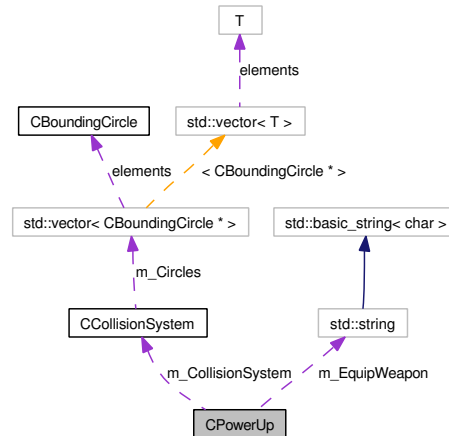 T
elements
CBoundingCircle
std::vector< T >
elements
< CBoundingCircle * >
std::vector< CBoundingCircle * >
std::basic_string< char >
m_Circles
CCollisionSystem
std::string
m_CollisionSystem
m_EquipWeapon
CPowerUp